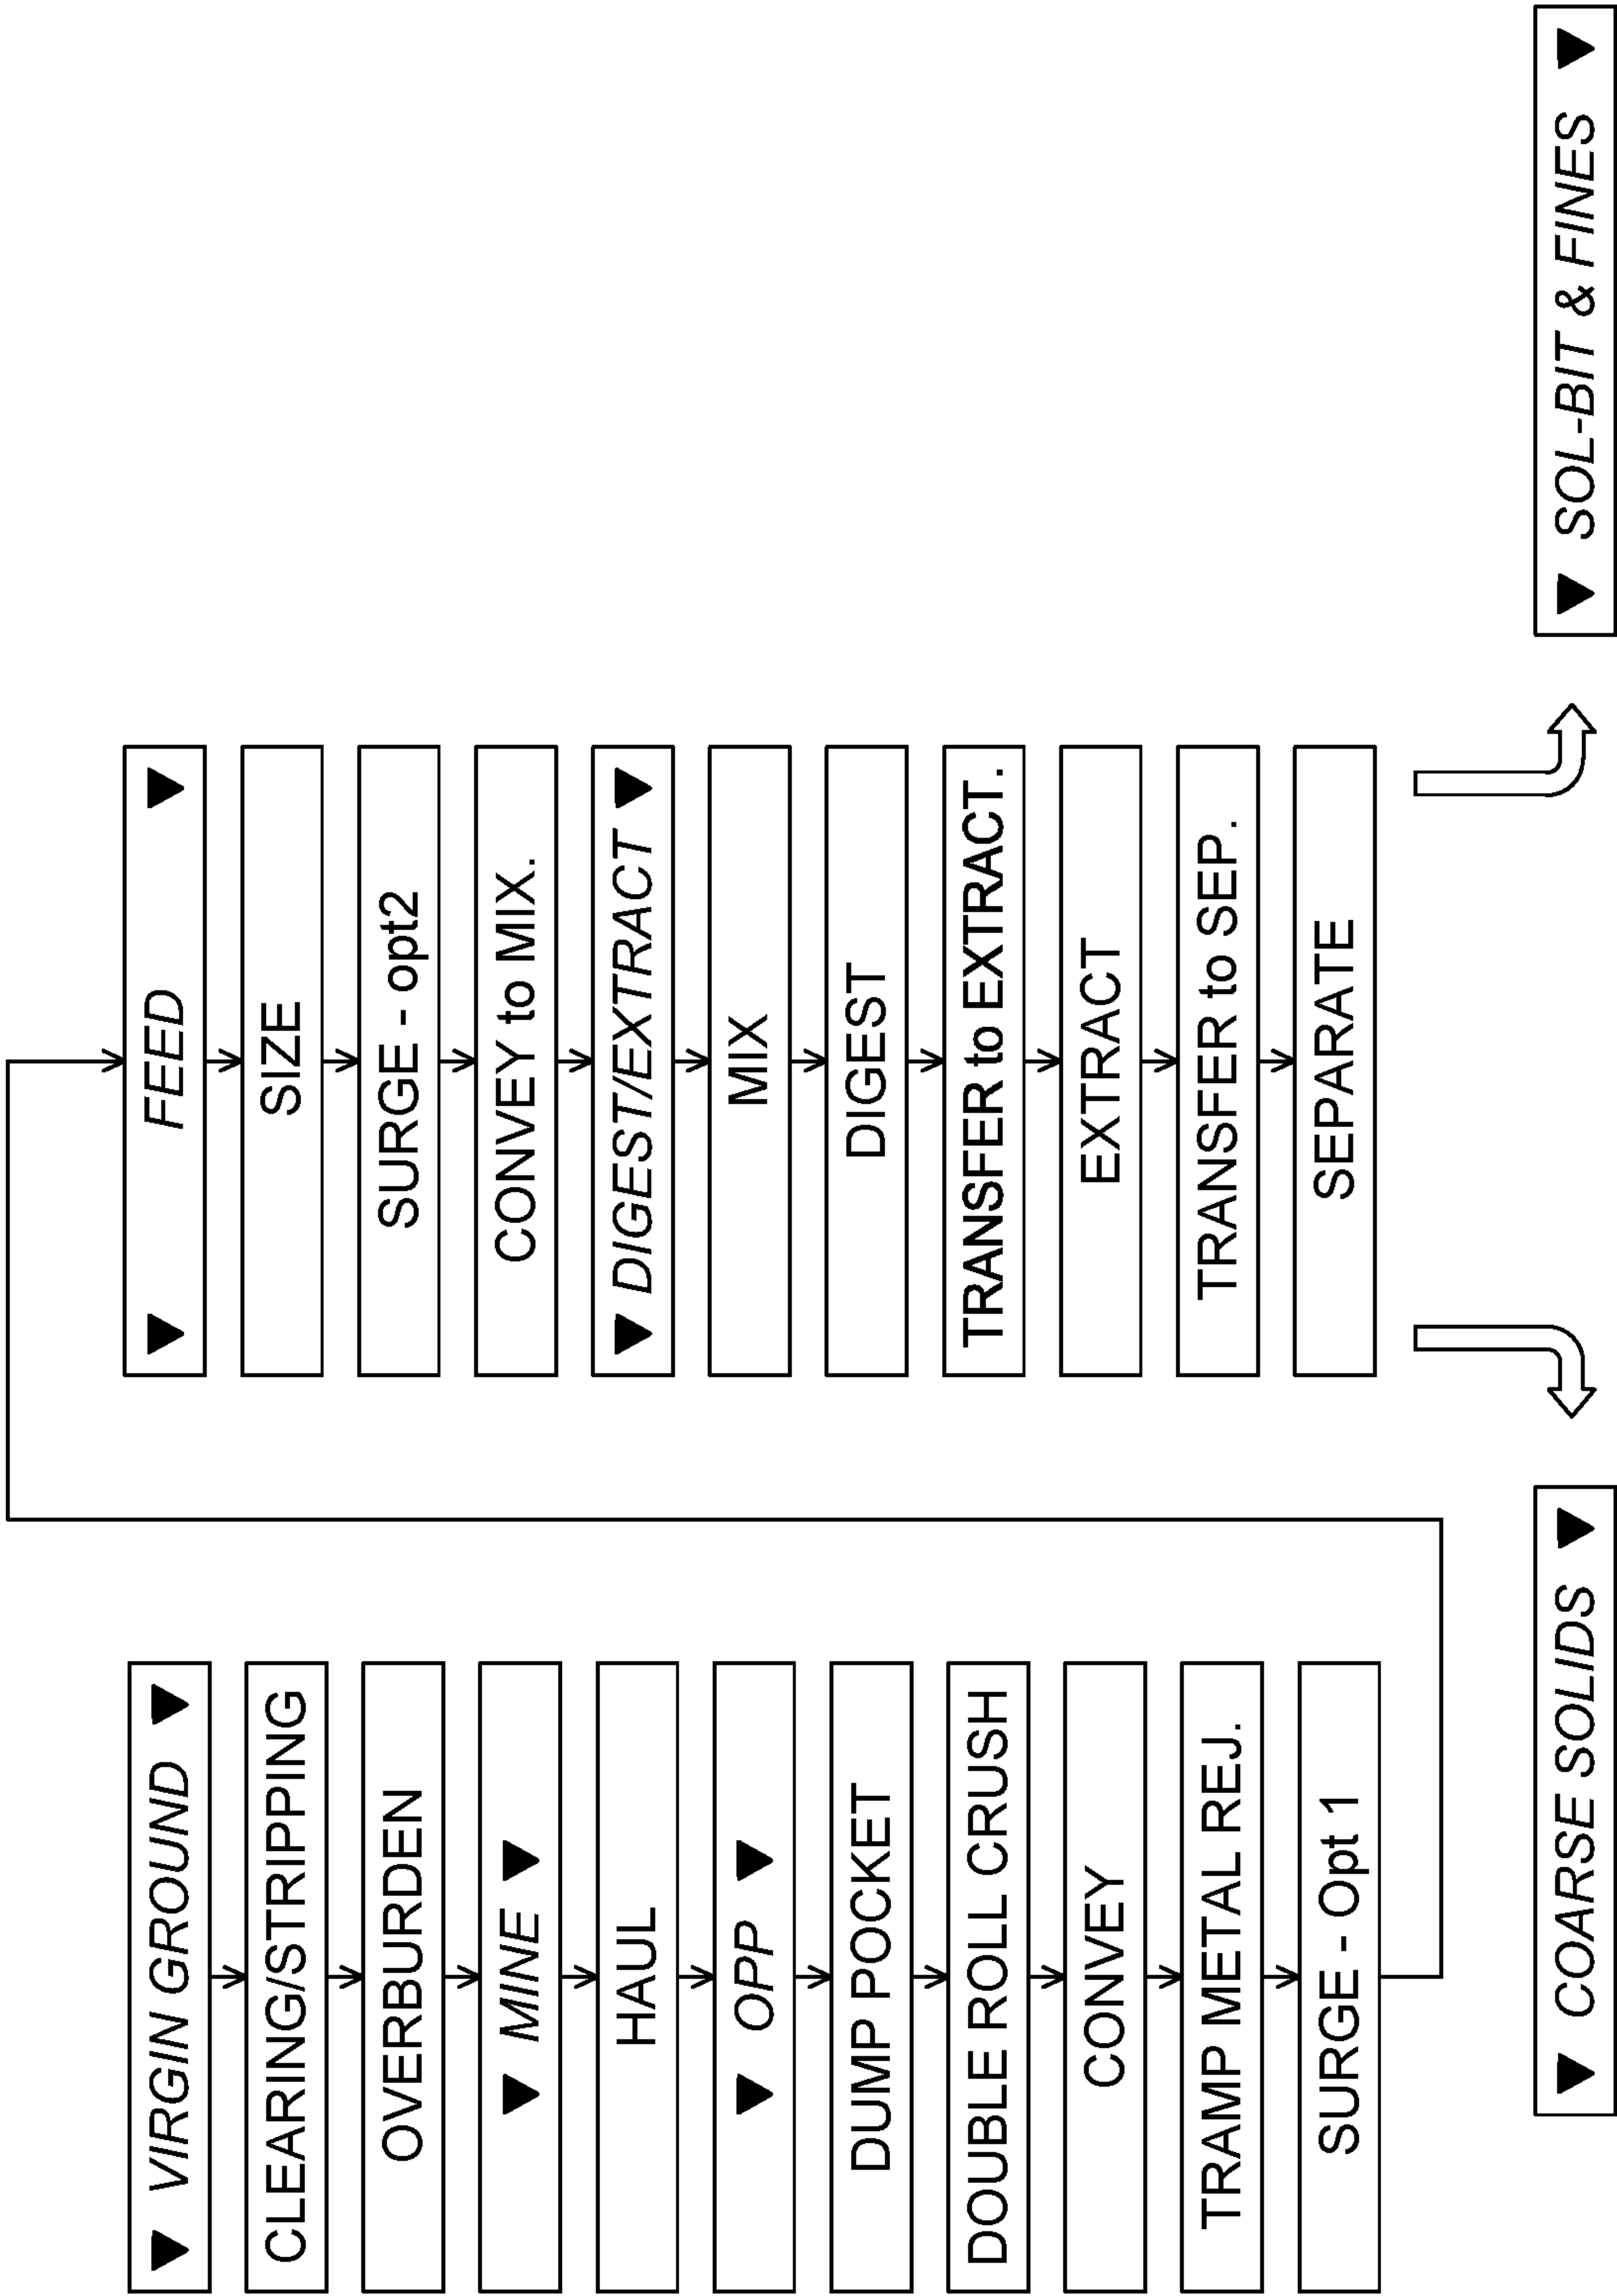 ▼ VIRGIN GROUND ▼
CLEARING/STRIPPING
OVERBURDEN
▼ MINE ▼
HAUL
▼ OPP ▼
DUMP POCKET
DOUBLE ROLL CRUSH
CONVEY
TRAMP METAL REJ.
SURGE - Opt 1
▼ FEED ▼
SIZE
SURGE - opt2
CONVEY to MIX.
▼ DIGEST/EXTRACT ▼
MIX
DIGEST
TRANSFER to EXTRACT.
EXTRACT
TRANSFER to SEP.
SEPARATE
▼ COARSE SOLIDS ▼
▼ SOL-BIT & FINES ▼